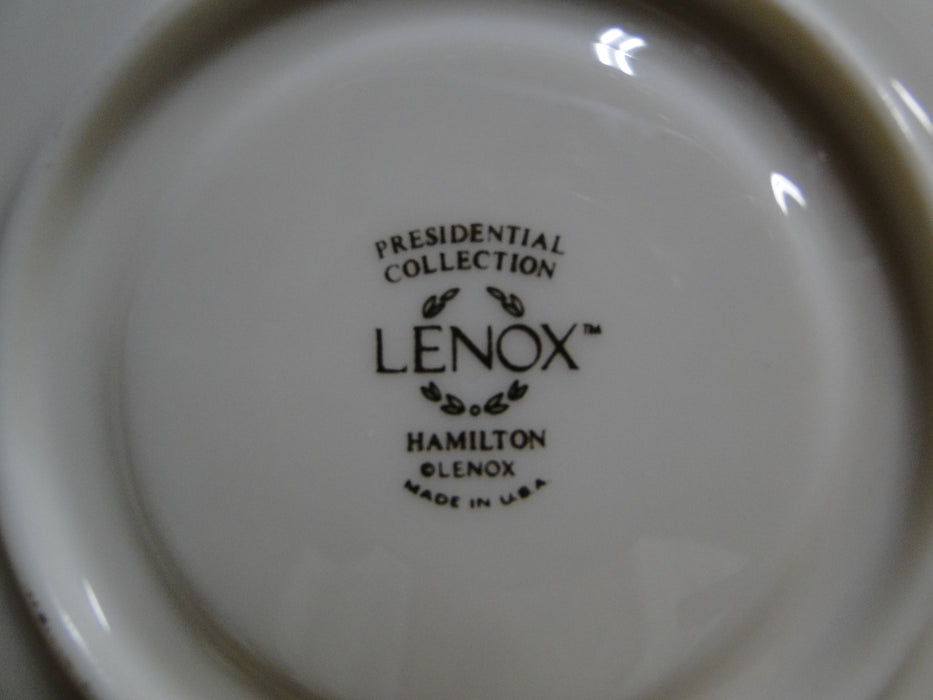 PRESIDENTIAL
COLLECTION
LENOX™
HAMILTON
©LENOX
MADE IN U.S.A.